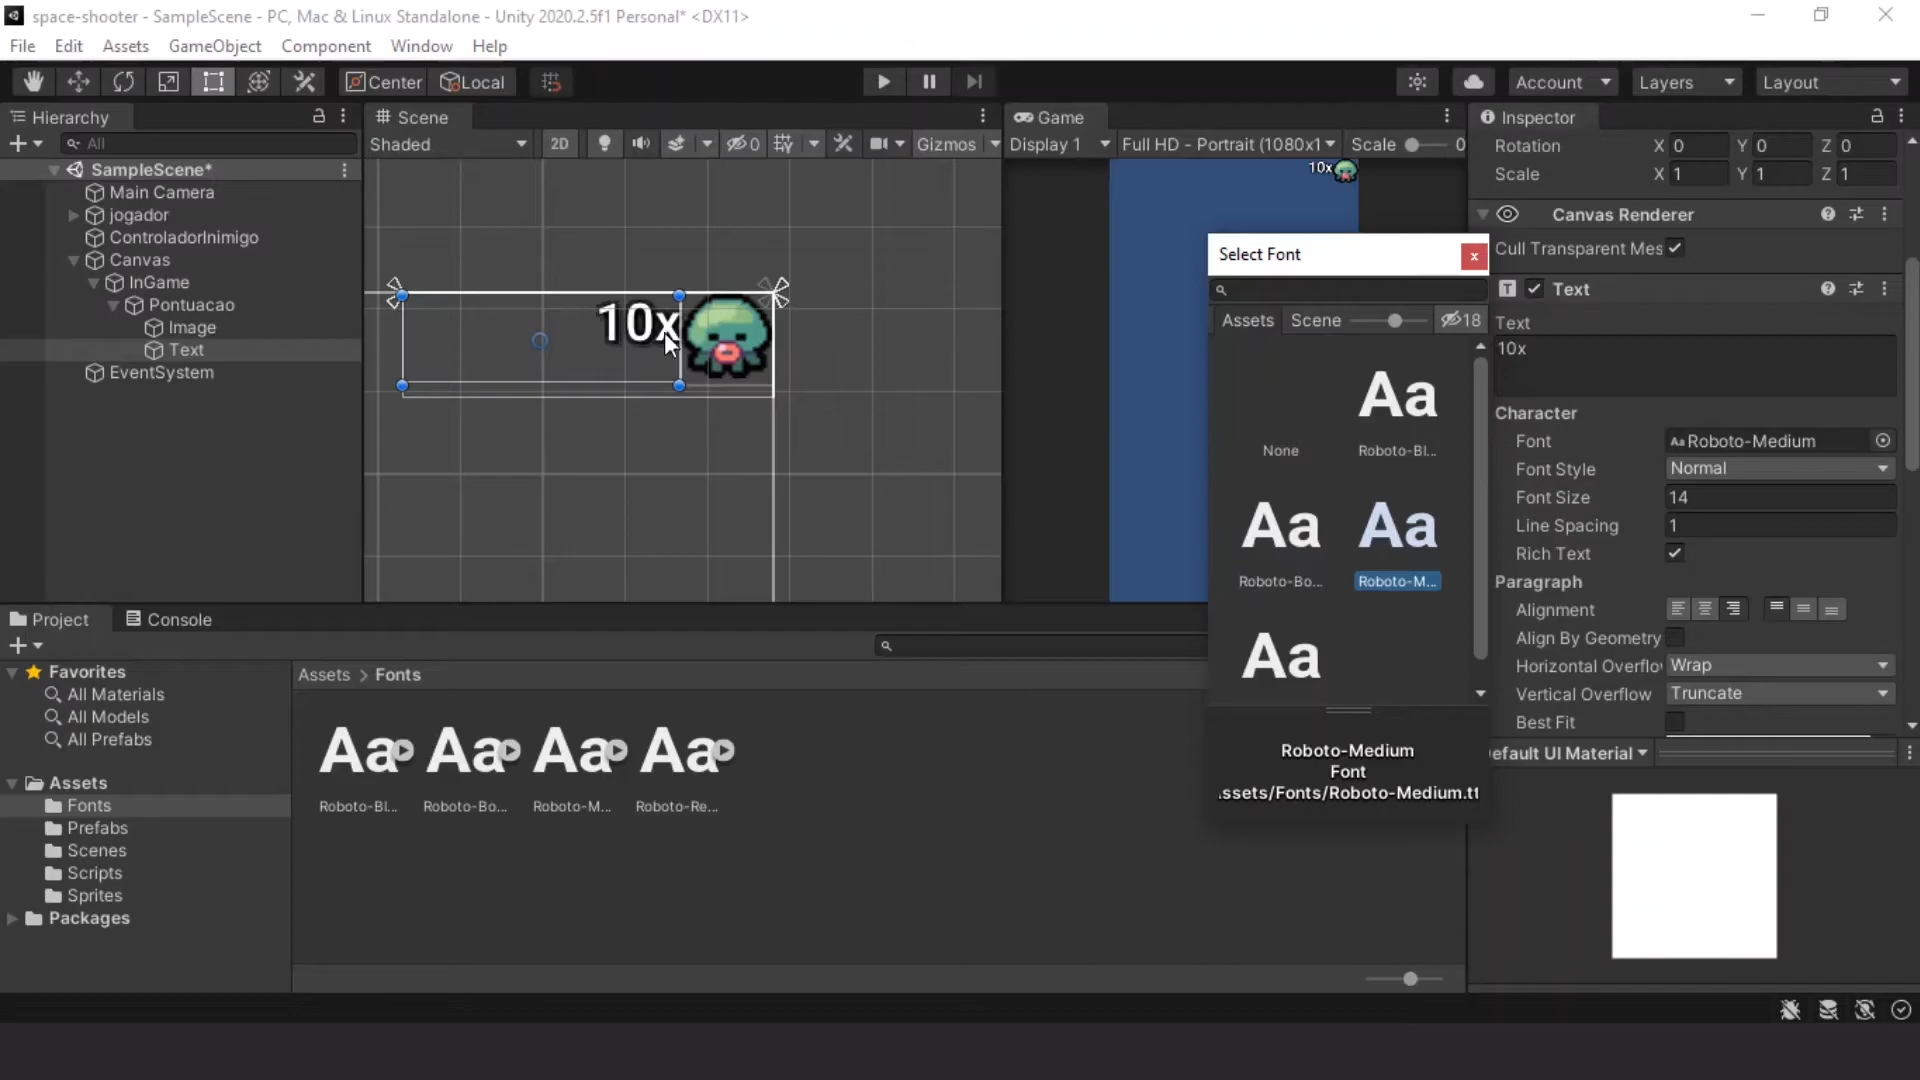 space-shooter - SampleScene - PC, Mac & Linux Standalone - Unity 2020.2.5f1 Personal* <DX11>
File Edit Assets GameObject Component Window Help
Center Local Account Layers Layout
Hierarchy
All
SampleScene*
Main Camera
jogador
ControladorInimigo
Canvas
InGame
Pontuacao
Image
Text
EventSystem
Scene
Shaded 2D 0 Gizmos
10x
Game
Display 1 Full HD - Portrait (1080x1 Scale 0
10x
Select Font
Assets Scene 18
None Roboto-Bl...
Aa
Aa Aa
Roboto-Bo... Roboto-M...
Aa
Roboto-Medium
Font
.ssets/Fonts/Roboto-Medium.tt
Inspector
Rotation X 0 Y 0 Z 0
Scale X 1 Y 1 Z 1
Canvas Renderer
Cull Transparent Mes
T Text
Text
10x
Character
Font Aa Roboto-Medium
Font Style Normal
Font Size 14
Line Spacing 1
Rich Text
Paragraph
Alignment
Align By Geometry
Horizontal Overflo Wrap
Vertical Overflow Truncate
Best Fit
efault UI Material
Project Console
Favorites
All Materials
All Models
All Prefabs
Assets
Fonts
Prefabs
Scenes
Scripts
Sprites
Packages
Assets > Fonts
Aa Aa Aa Aa
Roboto-Bl... Roboto-Bo... Roboto-M... Roboto-Re...